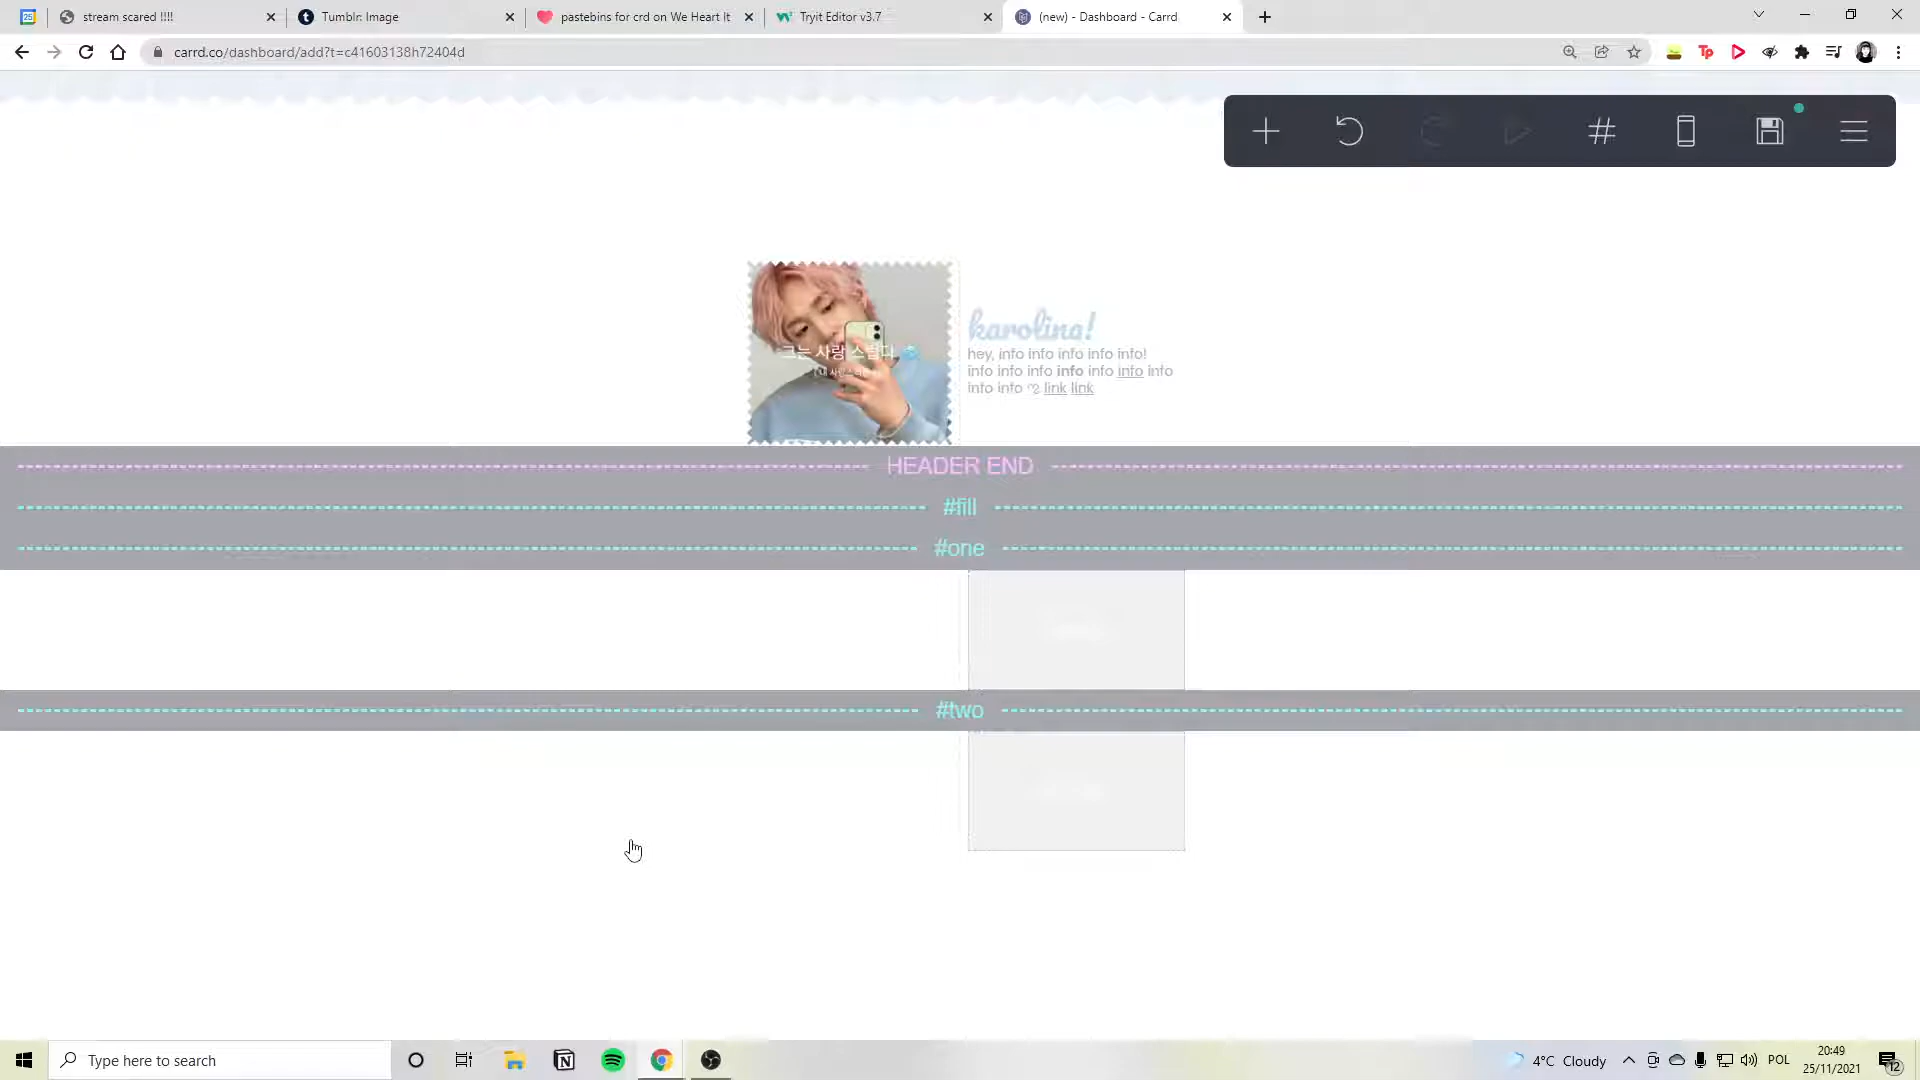 stream scared !!!!
Tumblr: Image
pastebins for crd on We Heart It
Tryit Editor v3.7
(new) - Dashboard - Carrd
carrd.co/dashboard/add?t=c41603138h72404d
karolina!
hey, info info info info info!
info info info info info info info
info info ෆ link link
HEADER END
#fill
#one
#two
Type here to search
4°C Cloudy
POL
20:49
25/11/2021
12